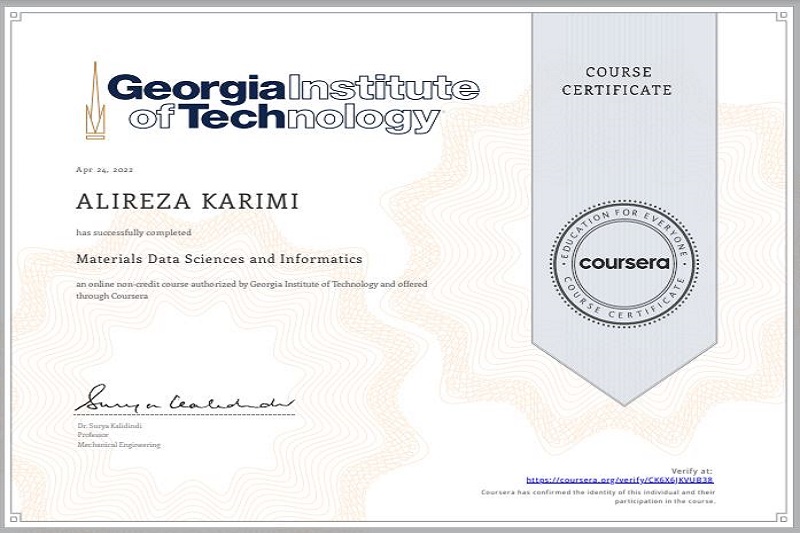 Georgia Institute
of Technology
COURSE
CERTIFICATE
Apr 24, 2022
ALIREZA KARIMI
has successfully completed
Materials Data Sciences and Informatics
an online non-credit course authorized by Georgia Institute of Technology and offered
through Coursera
EDUCATION FOR EVERYONE
coursera
COURSE CERTIFICATE
Surya Kalidindi
Dr. Surya Kalidindi
Professor
Mechanical Engineering
Verify at:
https://coursera.org/verify/CK6X6JKVUB38
Coursera has confirmed the identity of this individual and their
participation in the course.